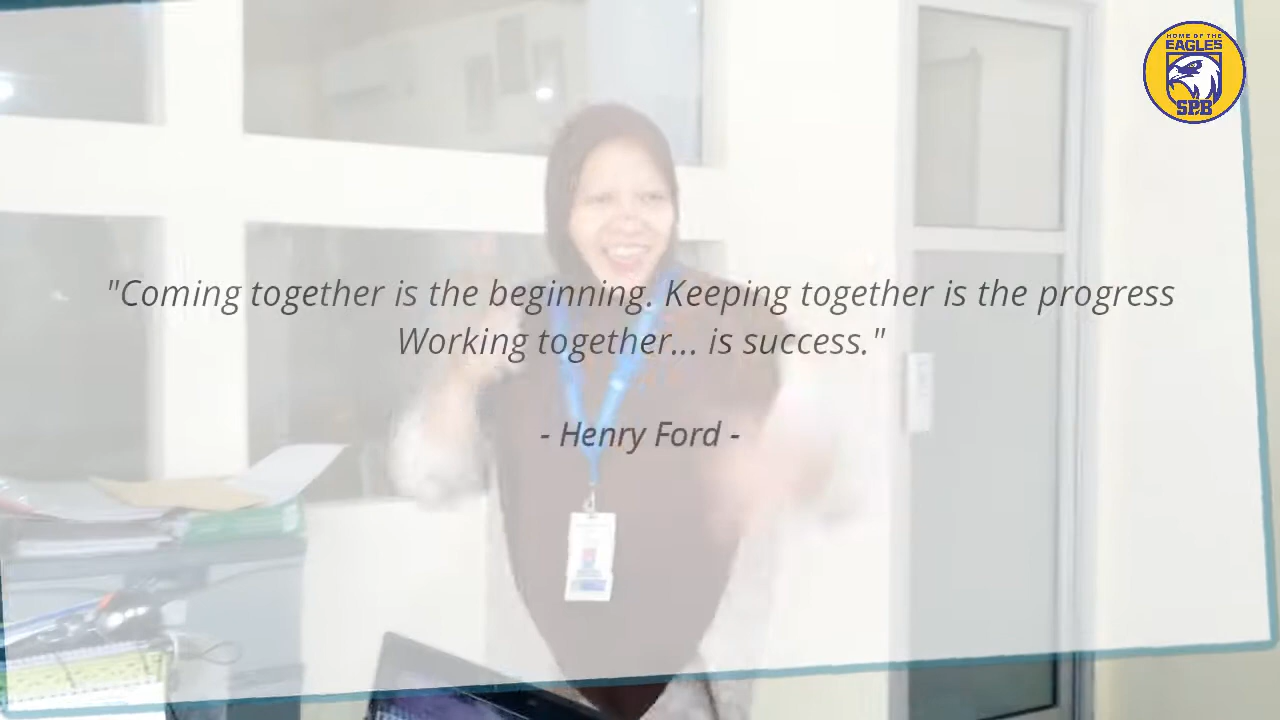 HOME OF THE
EAGLES
SPB
"Coming together is the beginning. Keeping together is the progress
Working together... is success."
- Henry Ford -